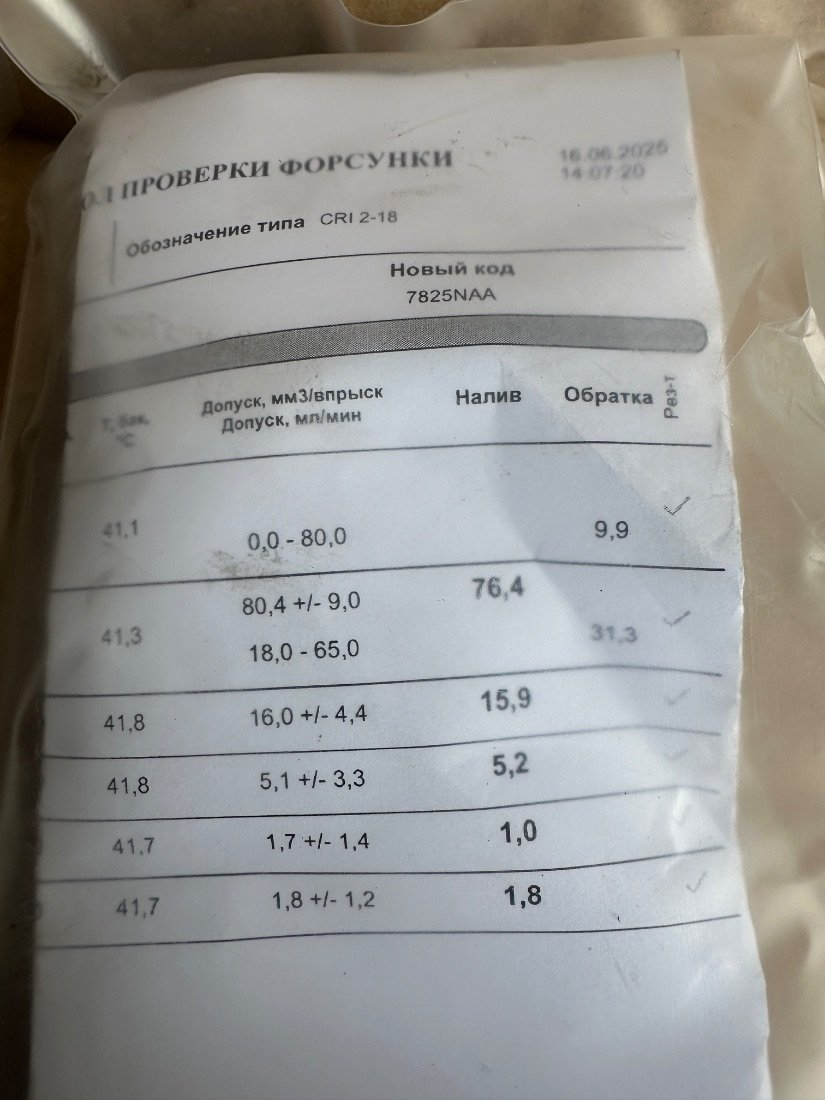 ПРОВЕРКИ ФОРСУНКИ
16.06.2025
14:07:20
Обозначение типа CRI 2-18
Новый код
7825NAA
Т, бак, °C
Допуск, мм3/впрыск
Допуск, мл/мин
Налив
Обратка
Рез-т
41,1 0,0 - 80,0 9,9 ✓
80,4 +/- 9,0 76,4
41,3 ✓
18,0 - 65,0 31,3
41,8 16,0 +/- 4,4 15,9 ✓
41,8 5,1 +/- 3,3 5,2 ✓
41,7 1,7 +/- 1,4 1,0 ✓
41,7 1,8 +/- 1,2 1,8 ✓